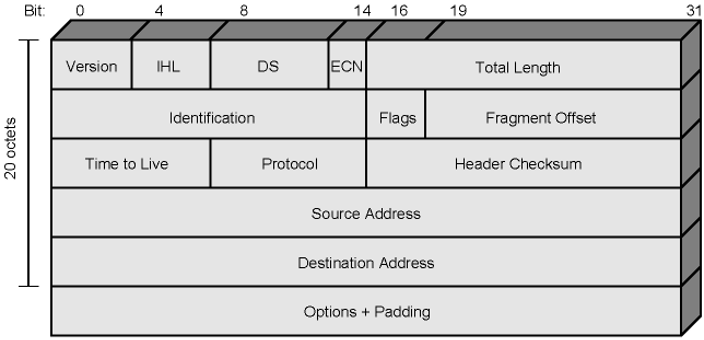 Bit: 0 4 8 14 16 19 31
Version IHL DS ECN Total Length
Identification Flags Fragment Offset
Time to Live Protocol Header Checksum
Source Address
Destination Address
Options + Padding
20 octets